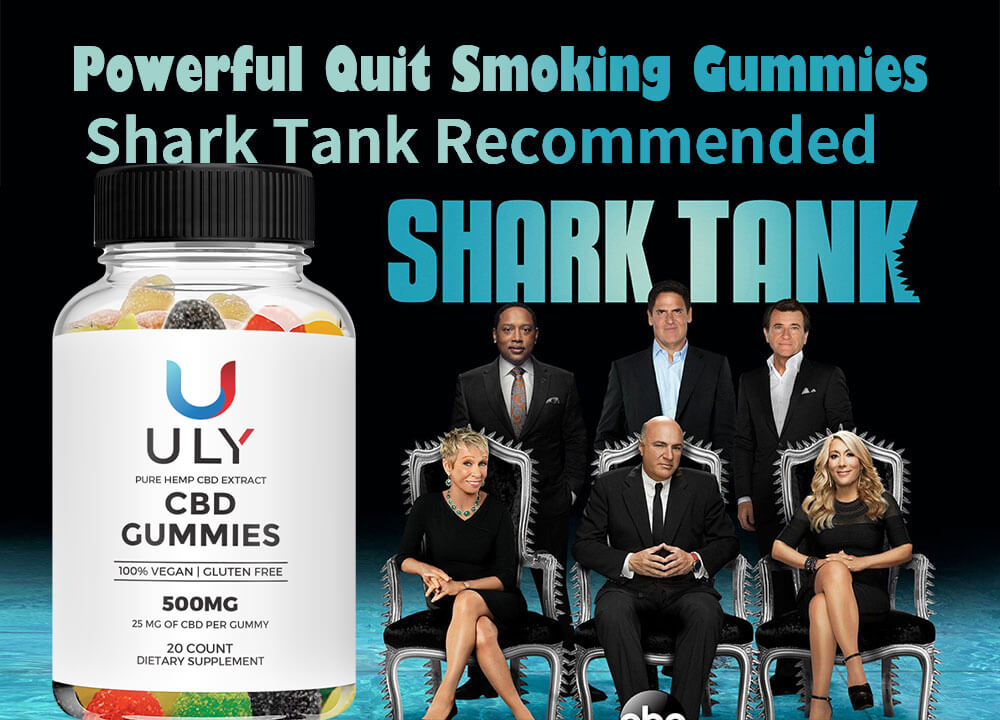 Powerful Quit Smoking Gummies
Shark Tank Recommended
SHARK TANK
ULY
PURE HEMP CBD EXTRACT
CBD
GUMMIES
100% VEGAN | GLUTEN FREE
500MG
25 MG OF CBD PER GUMMY
20 COUNT
DIETARY SUPPLEMENT
abc